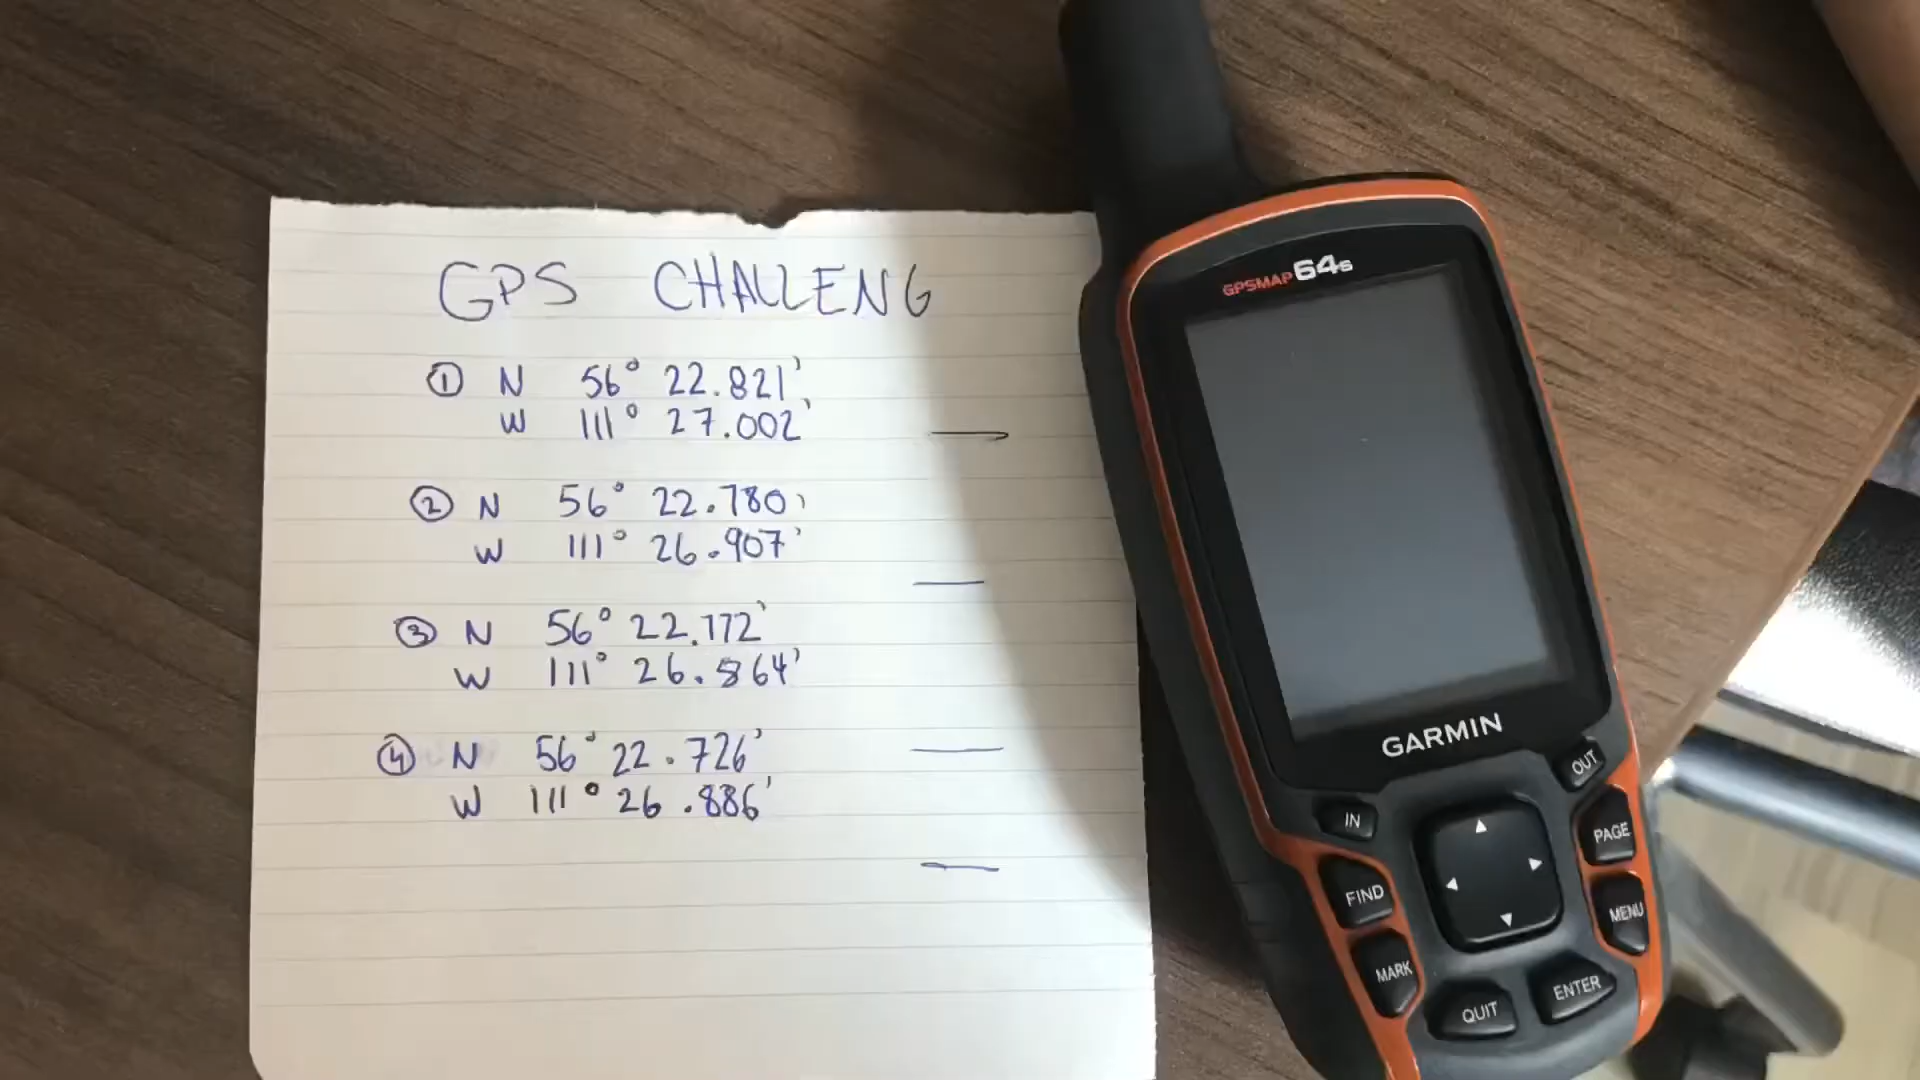 GPS CHALLENG
① N 56° 22.821'
W 111° 27.002'
② N 56° 22.780'
W 111° 26.907'
③ N 56° 22.772'
W 111° 26.864'
④ N 56° 22.726'
W 111° 26.886'
GPSMAP 64s
GARMIN
IN
OUT
FIND
PAGE
MARK
MENU
QUIT
ENTER